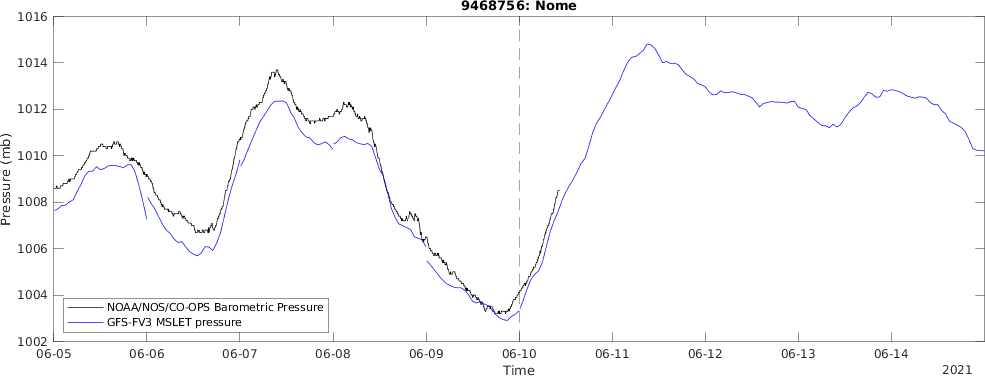 9468756: Nome
1016
1014
1012
1010
1008
1006
1004
1002
Pressure (mb)
NOAA/NOS/CO-OPS Barometric Pressure
GFS-FV3 MSLET pressure
06-05 06-06 06-07 06-08 06-09 06-10 06-11 06-12 06-13 06-14
Time
2021